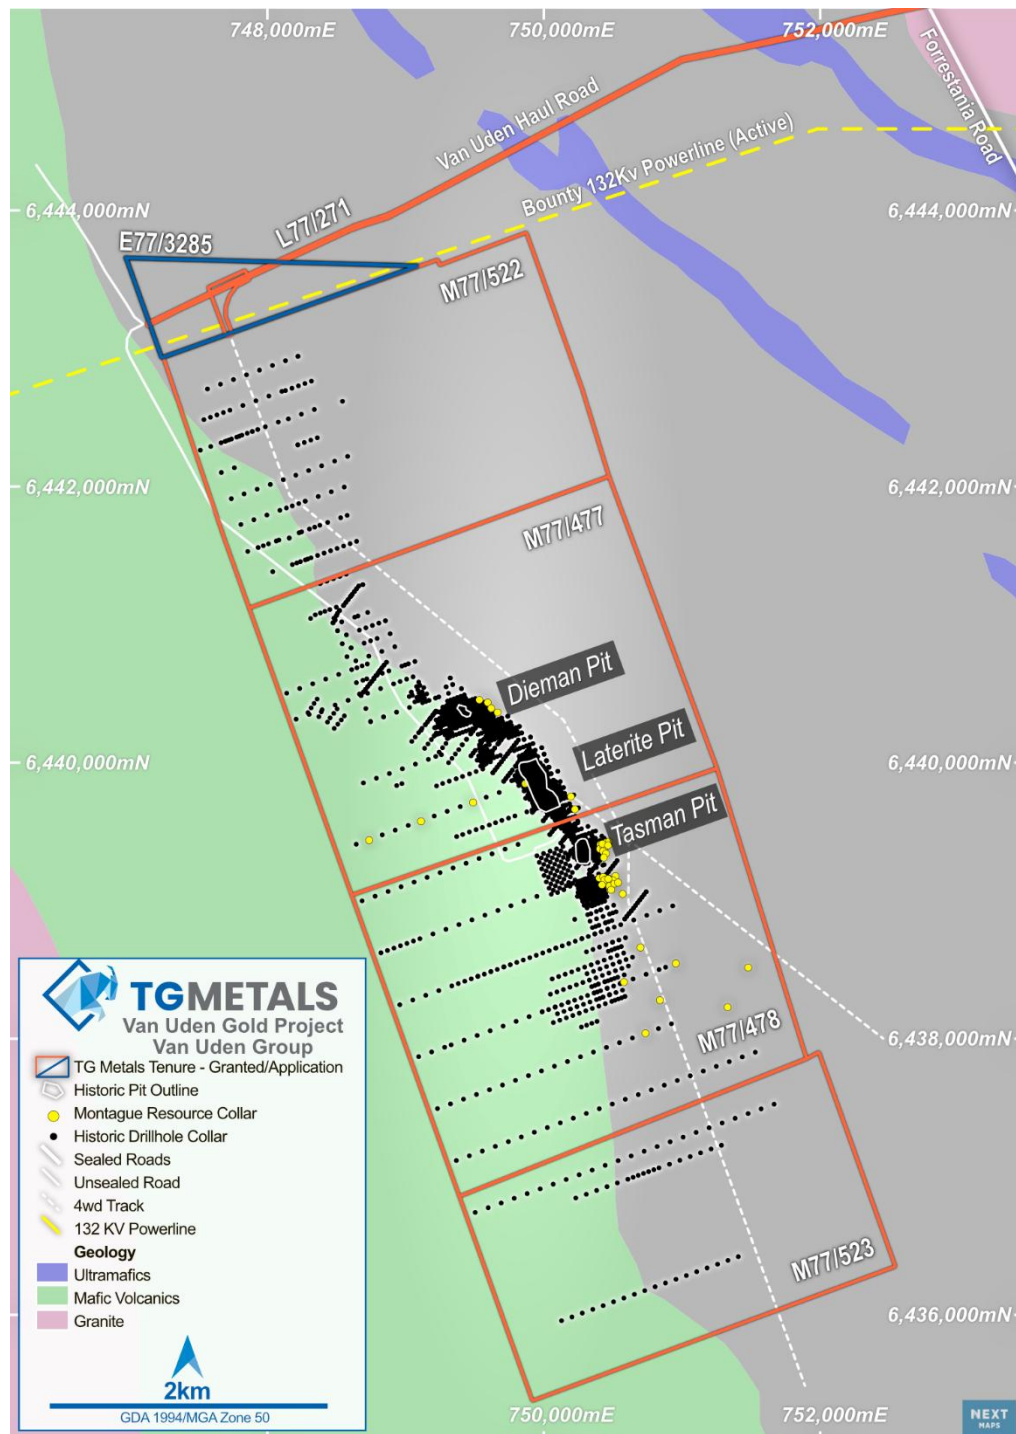 748,000mE
750,000mE
752,000mE
Forrestania Road
Van Uden Haul Road
Bounty 132Kv Powerline (Active)
6,444,000mN
6,444,000mN
L77/271
E77/3285
M77/522
6,442,000mN
6,442,000mN
M77/477
Dieman Pit
Laterite Pit
6,440,000mN
6,440,000mN
Tasman Pit
TGMETALS
Van Uden Gold Project
Van Uden Group
TG Metals Tenure - Granted/Application
Historic Pit Outline
Montague Resource Collar
Historic Drillhole Collar
Sealed Roads
Unsealed Road
4wd Track
132 KV Powerline
Geology
Ultramafics
Mafic Volcanics
Granite
2km
GDA 1994/MGA Zone 50
M77/478
6,438,000mN
M77/523
6,436,000mN
750,000mE
752,000mE
NEXT
MAPS